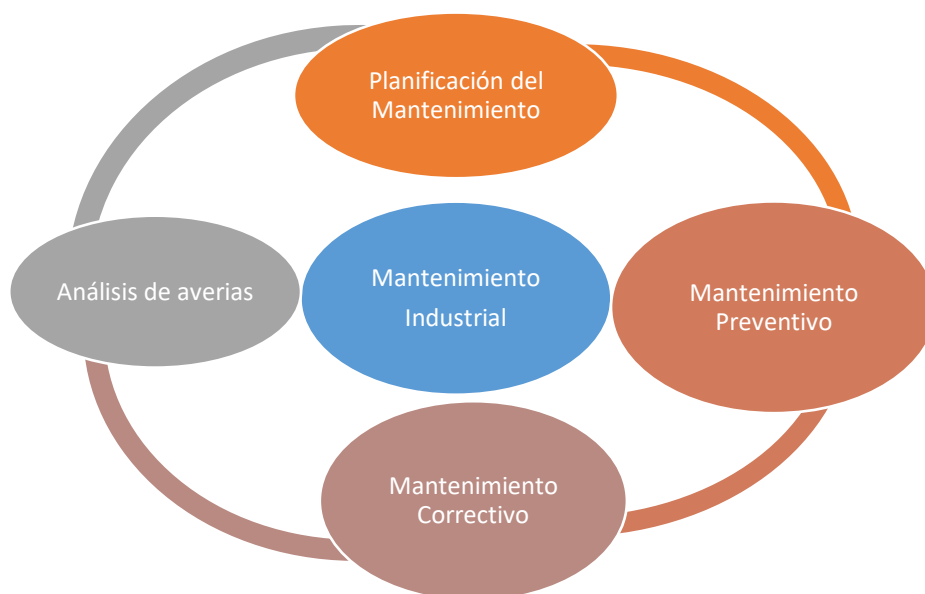 Planificación del
Mantenimiento
Análisis de averias
Mantenimiento
Industrial
Mantenimiento
Preventivo
Mantenimiento
Correctivo